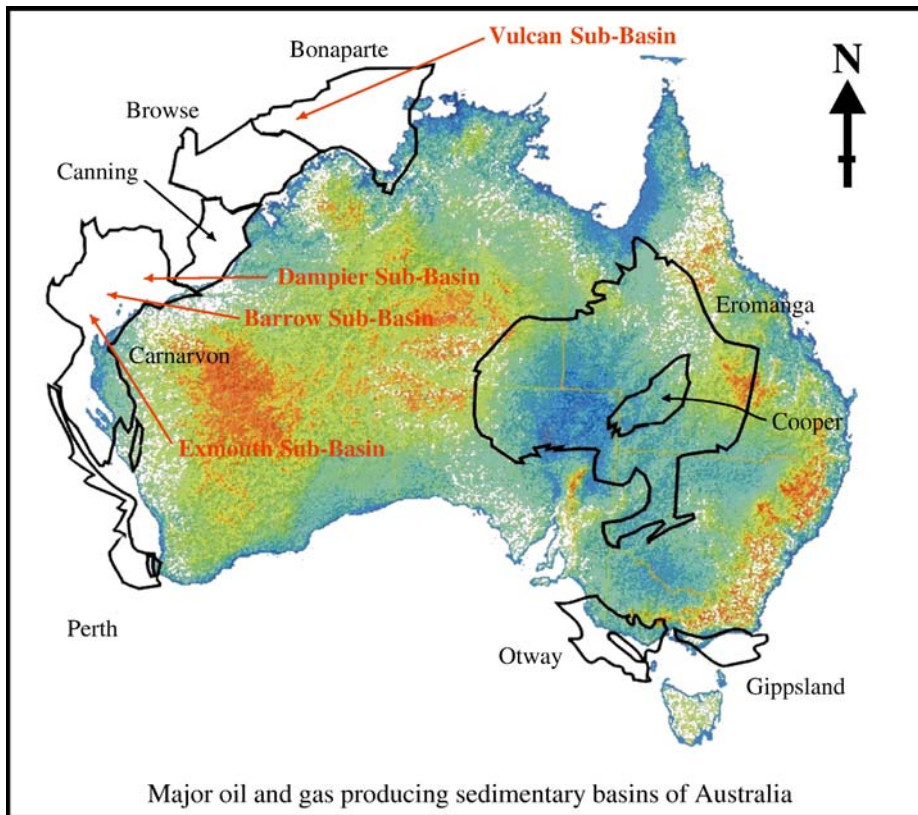 Vulcan Sub-Basin
Bonaparte
N
Browse
Canning
Dampier Sub-Basin
Eromanga
Barrow Sub-Basin
Carnarvon
Cooper
Exmouth Sub-Basin
Perth
Otway
Gippsland
Major oil and gas producing sedimentary basins of Australia